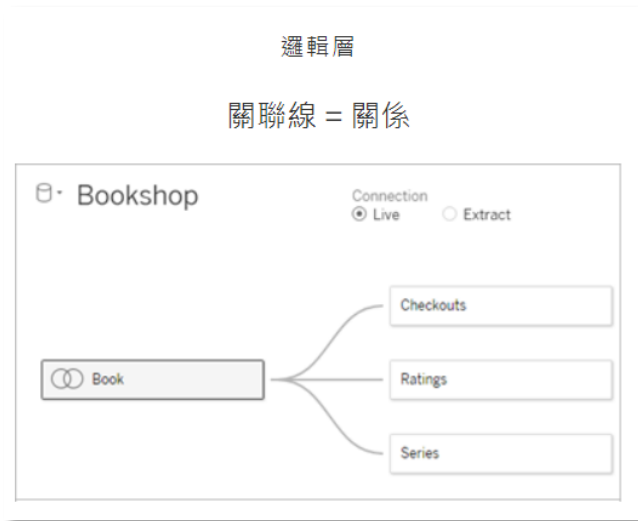 邏輯層
關聯線 = 關係
Bookshop
Connection
Live Extract
Checkouts
Book
Ratings
Series